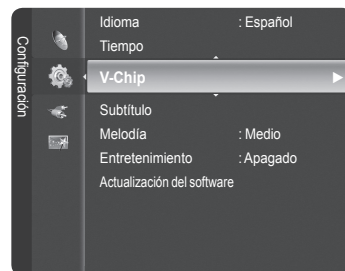 Configuración
Idioma : Español
Tiempo
V-Chip
Subtítulo
Melodía : Medio
Entretenimiento : Apagado
Actualización del software